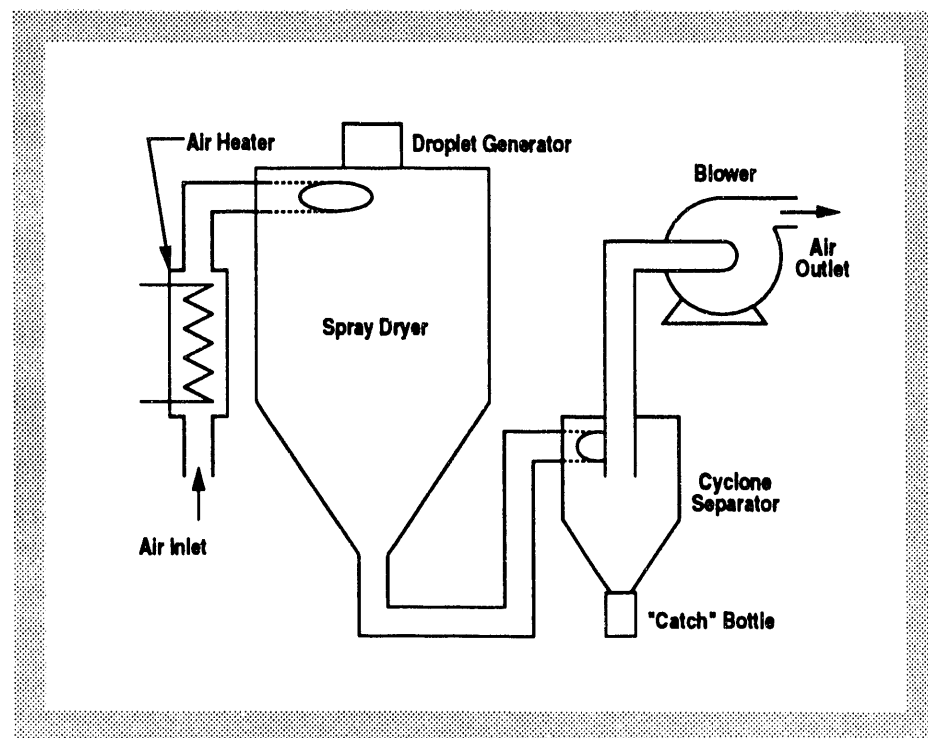 Air Heater
Droplet Generator
Blower
Air
Outlet
Spray Dryer
Cyclone
Separator
Air Inlet
"Catch" Bottle